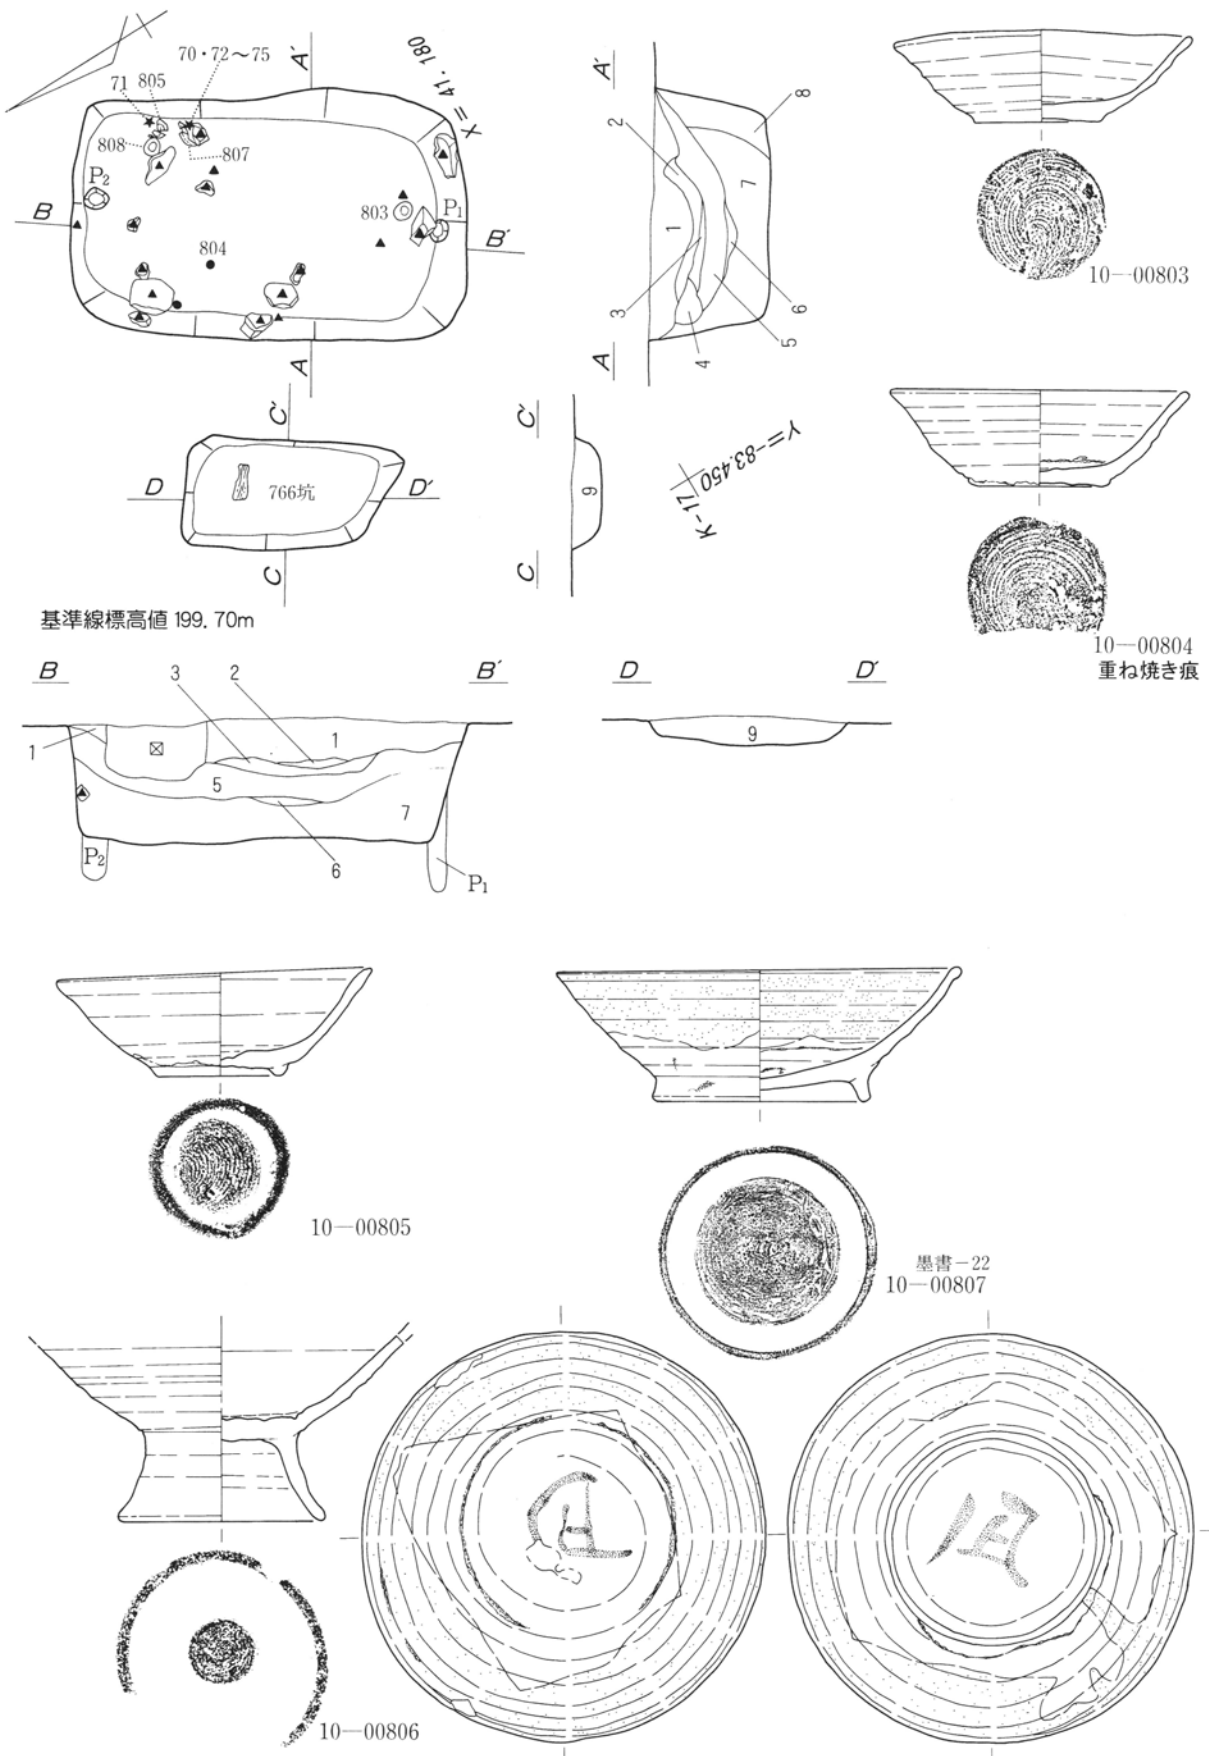 70・72〜75
71 805
808
807
P2
B
803
P1
B′
804
A
A′
X=41.180
A′
2
8
7
1
3
6
5
4
A
10—00803
C′
D
766坑
D′
C
C′
9
C
Y=-83.450
K-17
10—00804
重ね焼き痕
基準線標高値 199.70m
B
3
2
B′
1
1
5
7
P2
6
P1
D
D′
9
10—00805
墨書-22
10—00807
10—00806